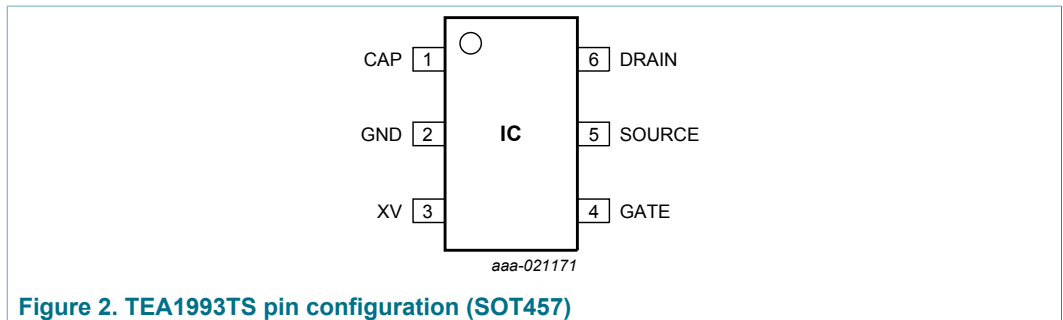 CAP 1 6 DRAIN
GND 2 IC 5 SOURCE
XV 3 4 GATE
aaa-021171
Figure 2. TEA1993TS pin configuration (SOT457)